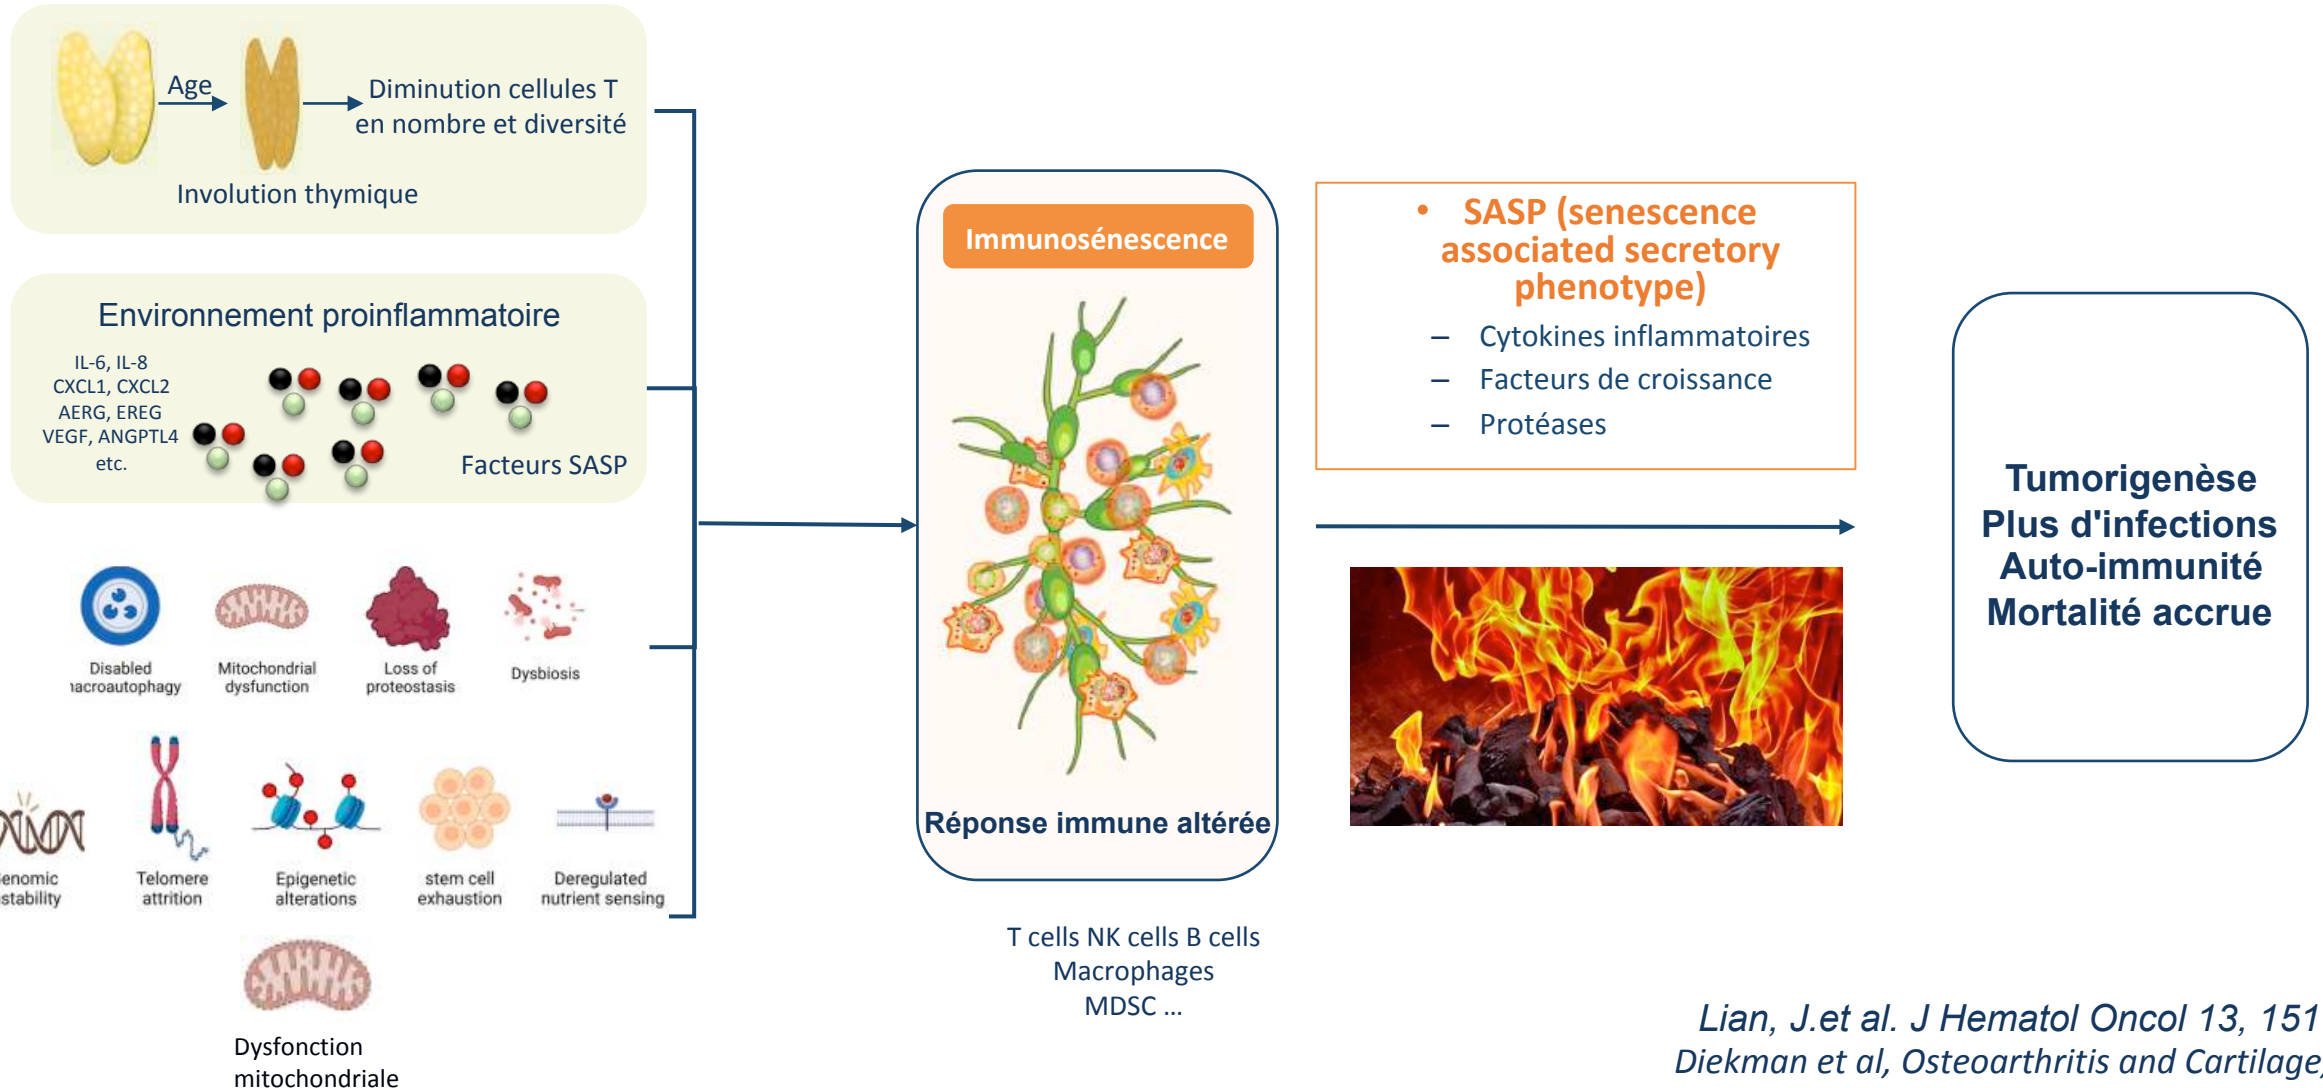 Age
Diminution cellules T
en nombre et diversité
Involution thymique
Environnement proinflammatoire
IL-6, IL-8
CXCL1, CXCL2
AERG, EREG
VEGF, ANGPTL4
etc.
Facteurs SASP
Disabled
nacroautophagy
Mitochondrial
dysfunction
Loss of
proteostasis
Dysbiosis
enomic
stability
Telomere
attrition
Epigenetic
alterations
stem cell
exhaustion
Deregulated
nutrient sensing
Dysfonction
mitochondriale
Immunosénescence
Réponse immune altérée
T cells NK cells B cells
Macrophages
MDSC ...
• SASP (senescence
associated secretory
phenotype)
– Cytokines inflammatoires
– Facteurs de croissance
– Protéases
Tumorigenèse
Plus d'infections
Auto-immunité
Mortalité accrue
Lian, J.et al. J Hematol Oncol 13, 151
Diekman et al, Osteoarthritis and Cartilage,